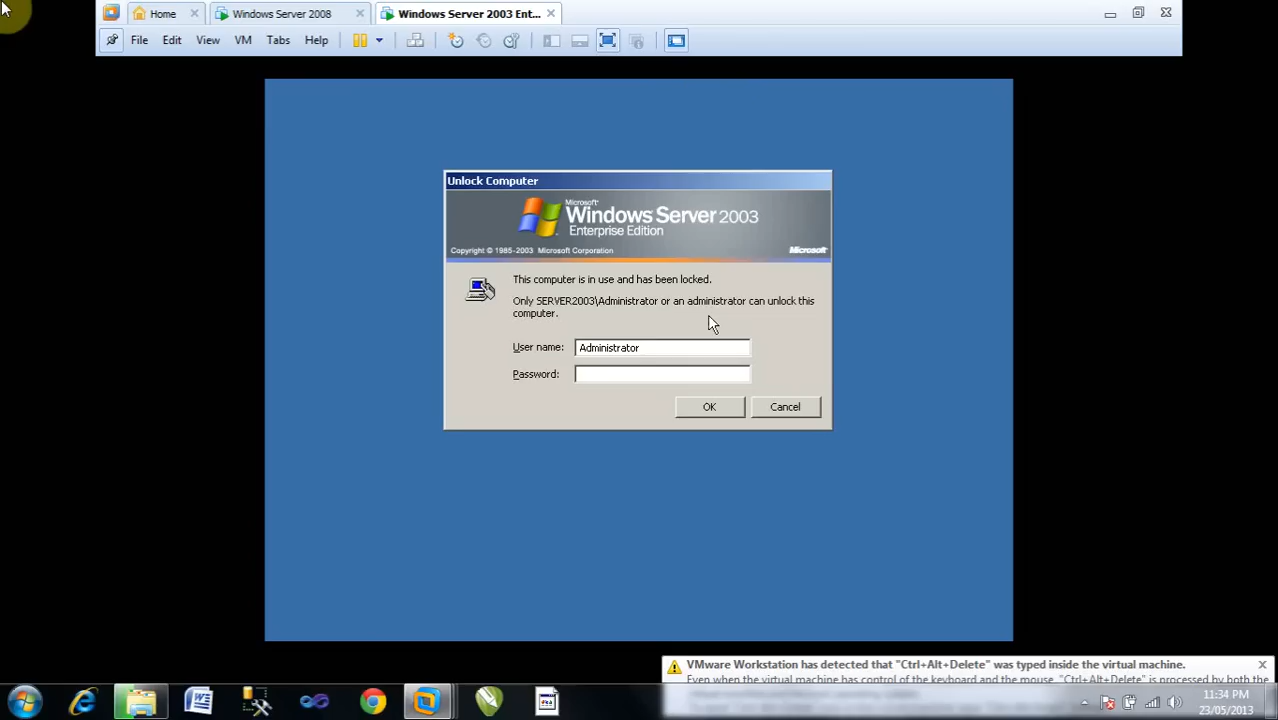 Home
Windows Server 2008
Windows Server 2003 Ent...
File Edit View VM Tabs Help
Unlock Computer
Microsoft
Windows Server 2003
Enterprise Edition
Copyright © 1985-2003 Microsoft Corporation
Microsoft
This computer is in use and has been locked.
Only SERVER2003\Administrator or an administrator can unlock this
computer.
User name: Administrator
Password:
OK Cancel
VMware Workstation has detected that "Ctrl+Alt+Delete" was typed inside the virtual machine.
Even when the virtual machine has control of the keyboard and the mouse, "Ctrl+Alt+Delete" is processed by both the
11:34 PM
23/05/2013